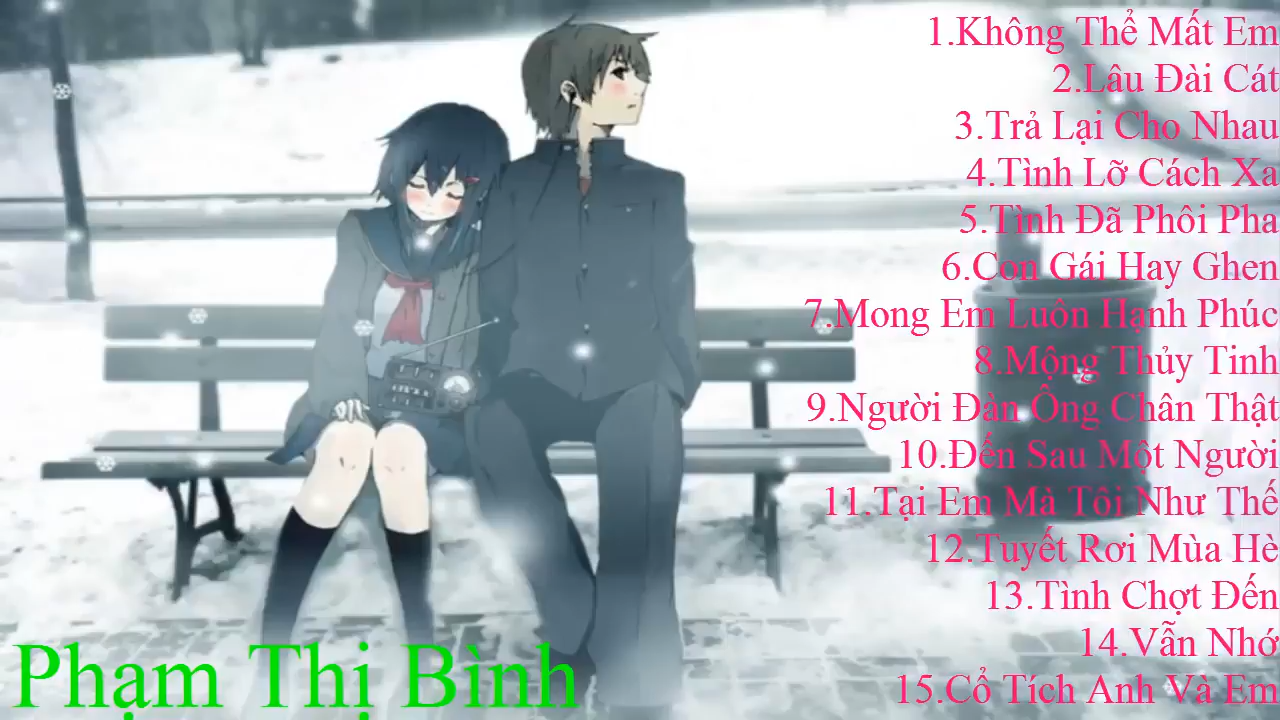 1.Không Thể Mất Em
2.Lâu Đài Cát
3.Trả Lại Cho Nhau
4.Tình Lỡ Cách Xa
5.Tình Đã Phôi Pha
6.Con Gái Hay Ghen
7.Mong Em Luôn Hạnh Phúc
8.Mộng Thủy Tinh
9.Người Đàn Ông Chân Thật
10.Đến Sau Một Người
11.Tại Em Mà Tôi Như Thế
12.Tuyết Rơi Mùa Hè
13.Tình Chợt Đến
14.Vẫn Nhớ
15.Cổ Tích Anh Và Em
Phạm Thị Bình